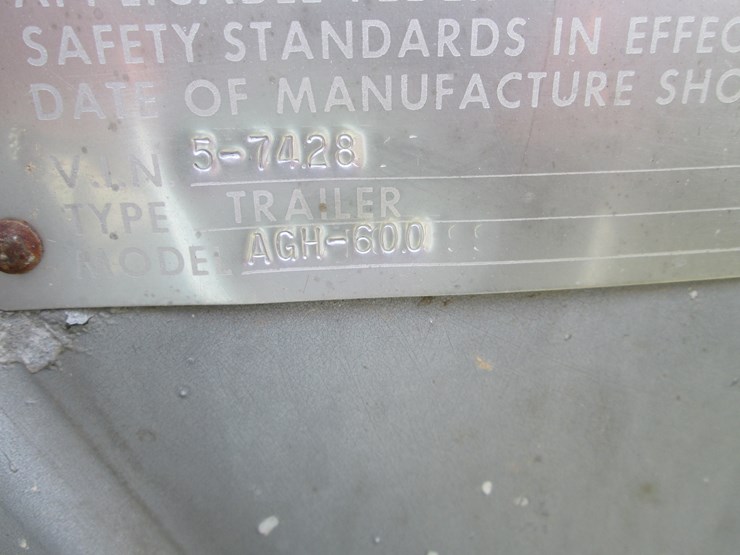 SAFETY STANDARDS IN EFFEC
DATE OF MANUFACTURE SHO
V.I.N 5-7428
TYPE TRAILER
MODEL AGH-600